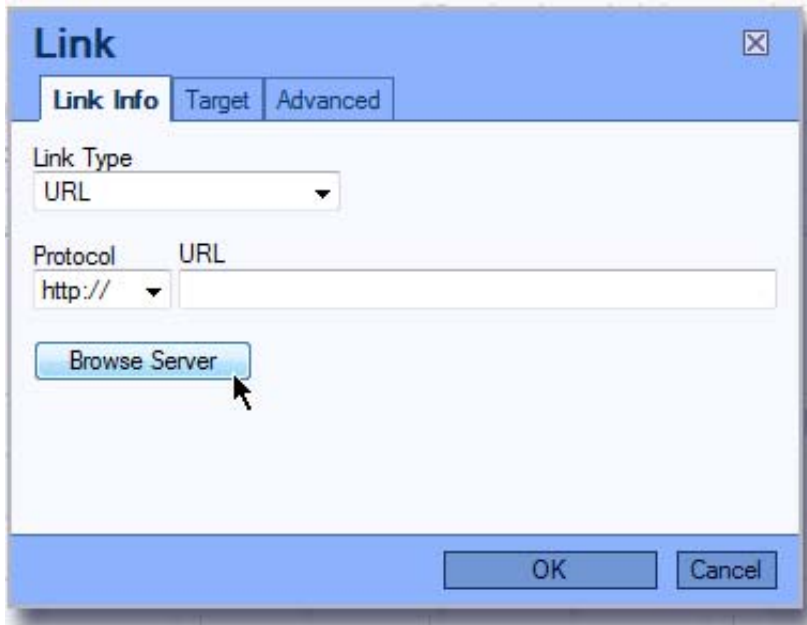 Link
Link Info Target Advanced
Link Type
URL
Protocol URL
http://
Browse Server
OK Cancel